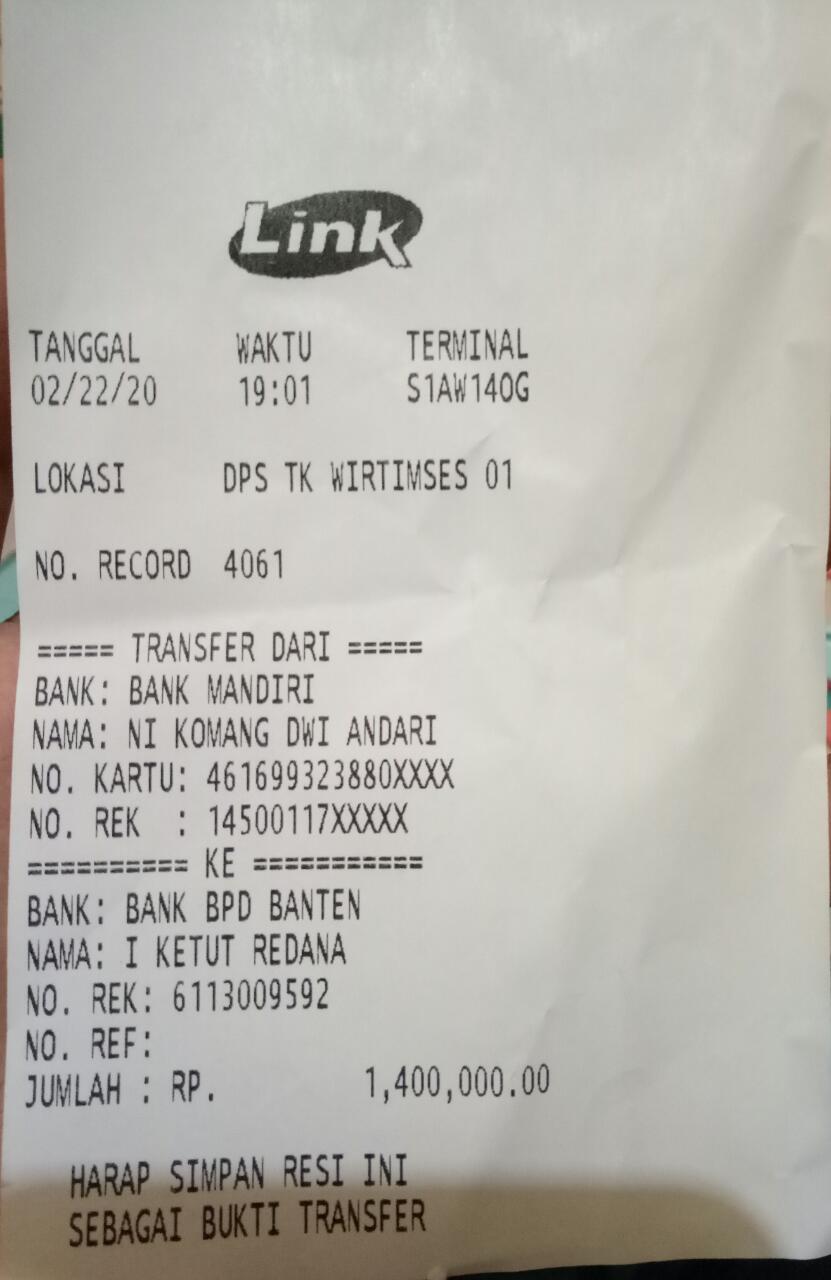 Link
TANGGAL WAKTU TERMINAL
02/22/20 19:01 S1AW14OG
LOKASI DPS TK WIRTIMSES 01
NO. RECORD 4061
===== TRANSFER DARI =====
BANK: BANK MANDIRI
NAMA: NI KOMANG DWI ANDARI
NO. KARTU: 461699323880XXXX
NO. REK : 14500117XXXXX
========== KE ===========
BANK: BANK BPD BANTEN
NAMA: I KETUT REDANA
NO. REK: 6113009592
NO. REF:
JUMLAH : RP. 1,400,000.00
HARAP SIMPAN RESI INI
SEBAGAI BUKTI TRANSFER